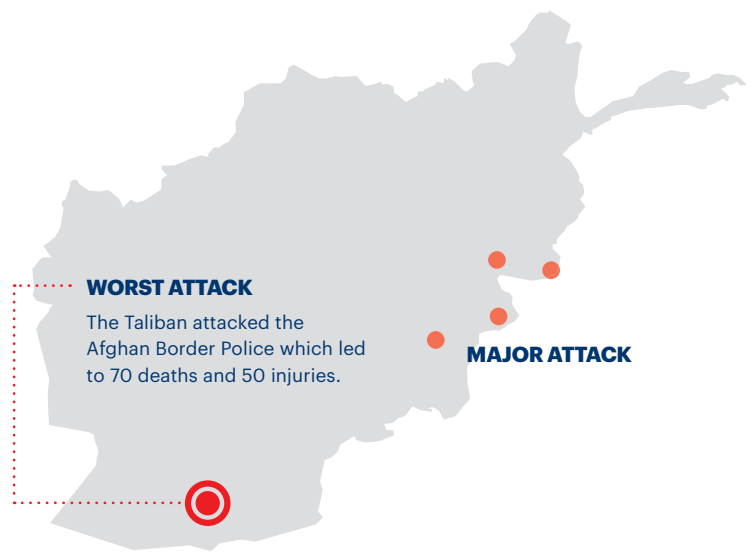 WORST ATTACK
The Taliban attacked the
Afghan Border Police which led
to 70 deaths and 50 injuries.
MAJOR ATTACK